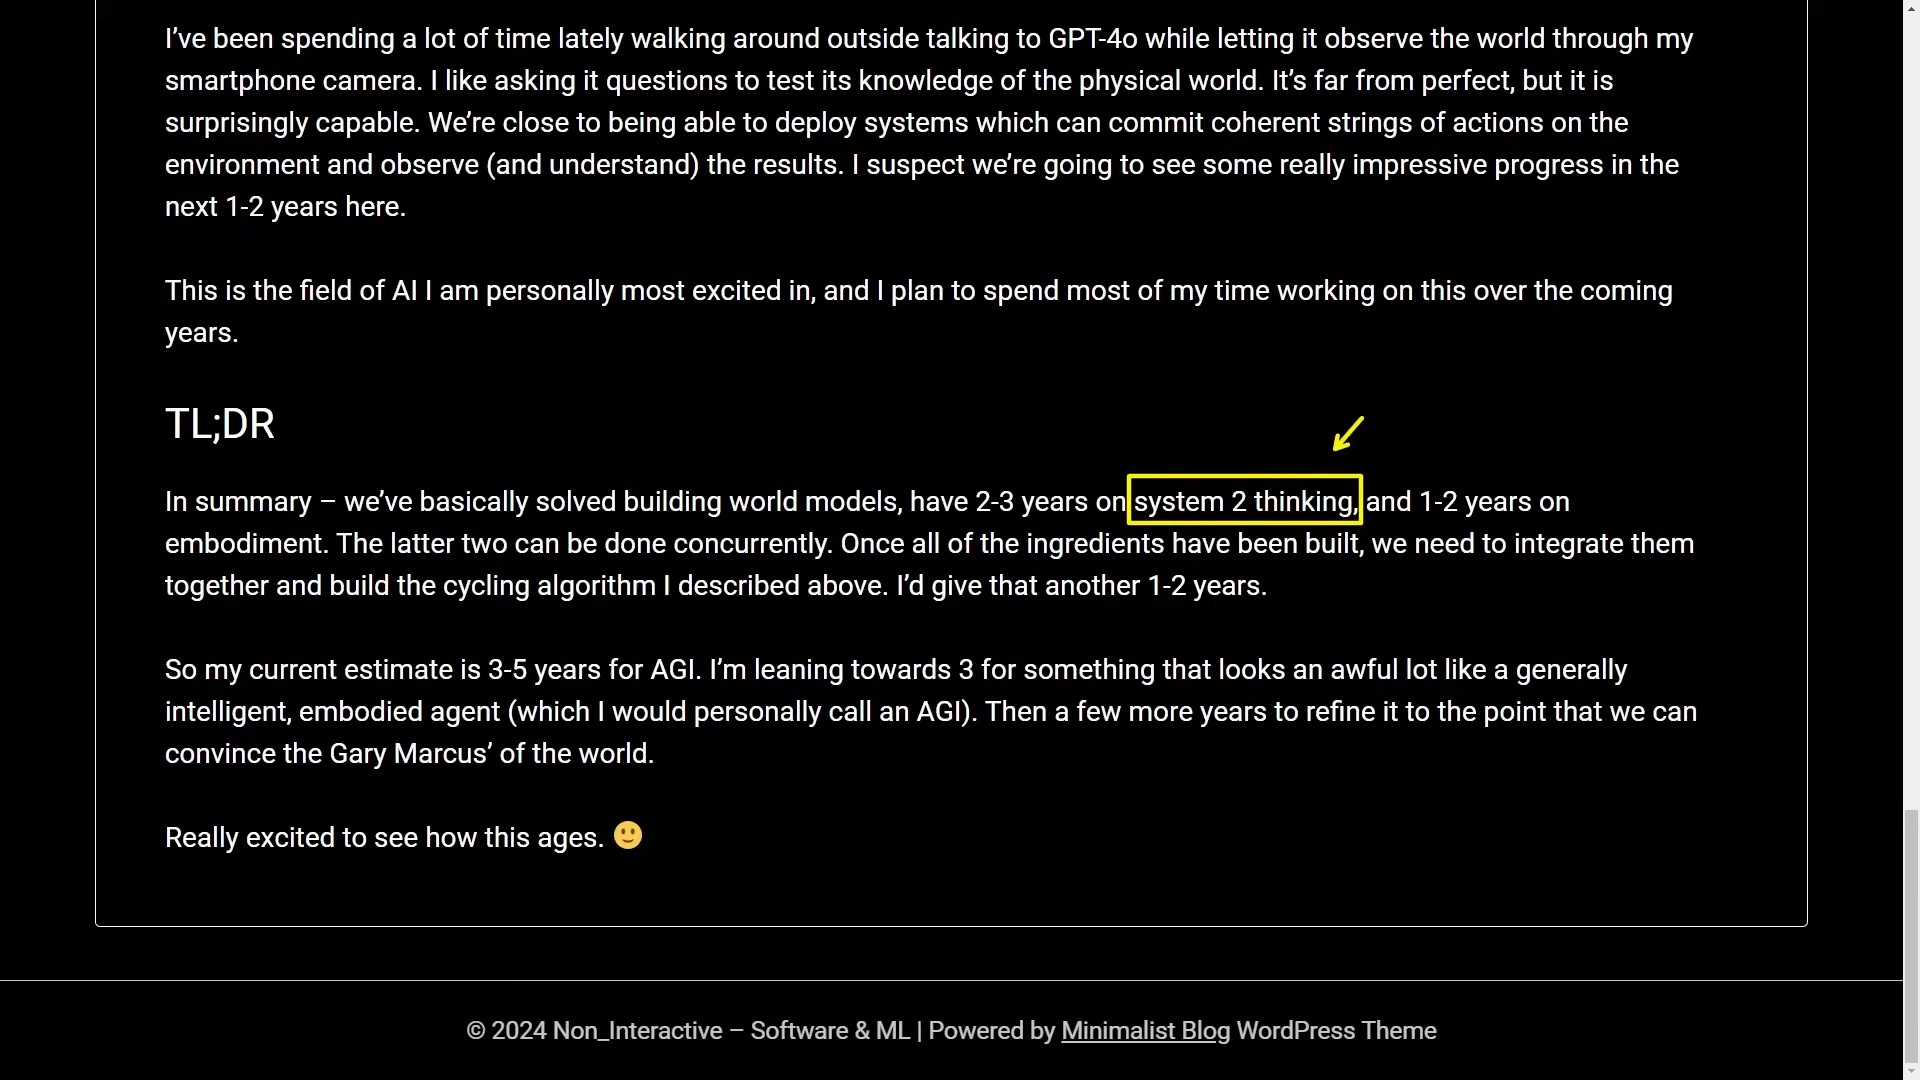 I’ve been spending a lot of time lately walking around outside talking to GPT-4o while letting it observe the world through my
smartphone camera. I like asking it questions to test its knowledge of the physical world. It’s far from perfect, but it is
surprisingly capable. We’re close to being able to deploy systems which can commit coherent strings of actions on the
environment and observe (and understand) the results. I suspect we’re going to see some really impressive progress in the
next 1-2 years here.
This is the field of AI I am personally most excited in, and I plan to spend most of my time working on this over the coming
years.
TL;DR
In summary – we’ve basically solved building world models, have 2-3 years on system 2 thinking, and 1-2 years on
embodiment. The latter two can be done concurrently. Once all of the ingredients have been built, we need to integrate them
together and build the cycling algorithm I described above. I’d give that another 1-2 years.
So my current estimate is 3-5 years for AGI. I’m leaning towards 3 for something that looks an awful lot like a generally
intelligent, embodied agent (which I would personally call an AGI). Then a few more years to refine it to the point that we can
convince the Gary Marcus’ of the world.
Really excited to see how this ages. 🙂
© 2024 Non_Interactive – Software & ML | Powered by Minimalist Blog WordPress Theme